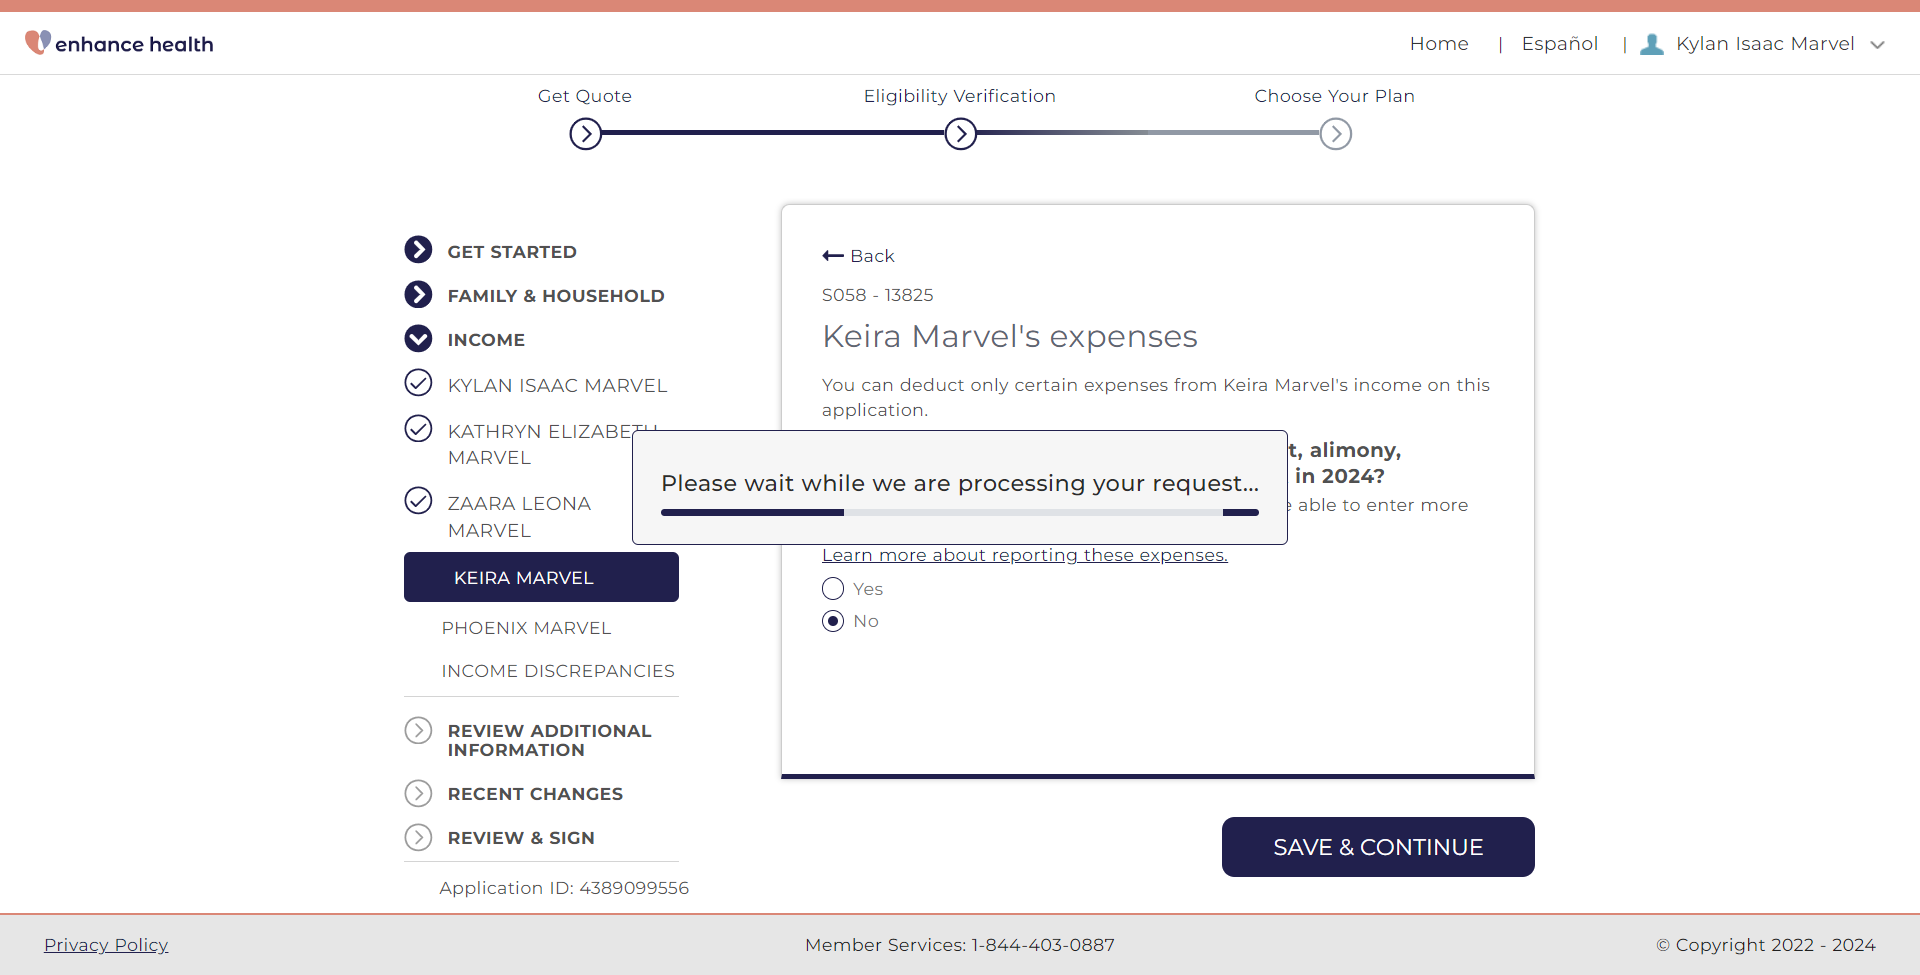 enhance health
Home | Español | Kylan Isaac Marvel
Get Quote
Eligibility Verification
Choose Your Plan
GET STARTED
FAMILY & HOUSEHOLD
INCOME
KYLAN ISAAC MARVEL
KATHRYN ELIZABETH
MARVEL
ZAARA LEONA
MARVEL
KEIRA MARVEL
PHOENIX MARVEL
INCOME DISCREPANCIES
REVIEW ADDITIONAL
INFORMATION
RECENT CHANGES
REVIEW & SIGN
Application ID: 4389099556
Back
S058 - 13825
Keira Marvel's expenses
You can deduct only certain expenses from Keira Marvel's income on this
application.
t, alimony,
in 2024?
able to enter more
Please wait while we are processing your request...
Learn more about reporting these expenses.
Yes
No
SAVE & CONTINUE
Privacy Policy
Member Services: 1-844-403-0887
© Copyright 2022 - 2024